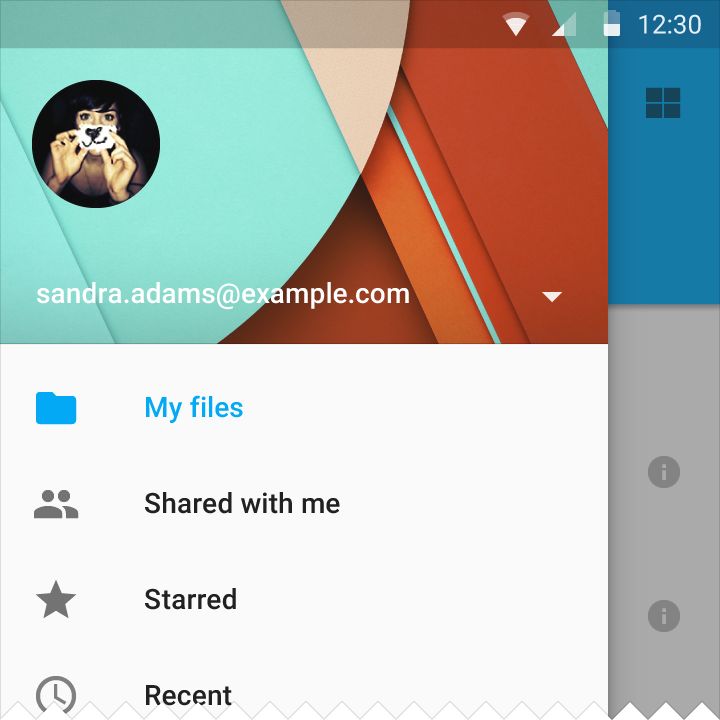 12:30
sandra.adams@example.com
My files
Shared with me
Starred
Recent